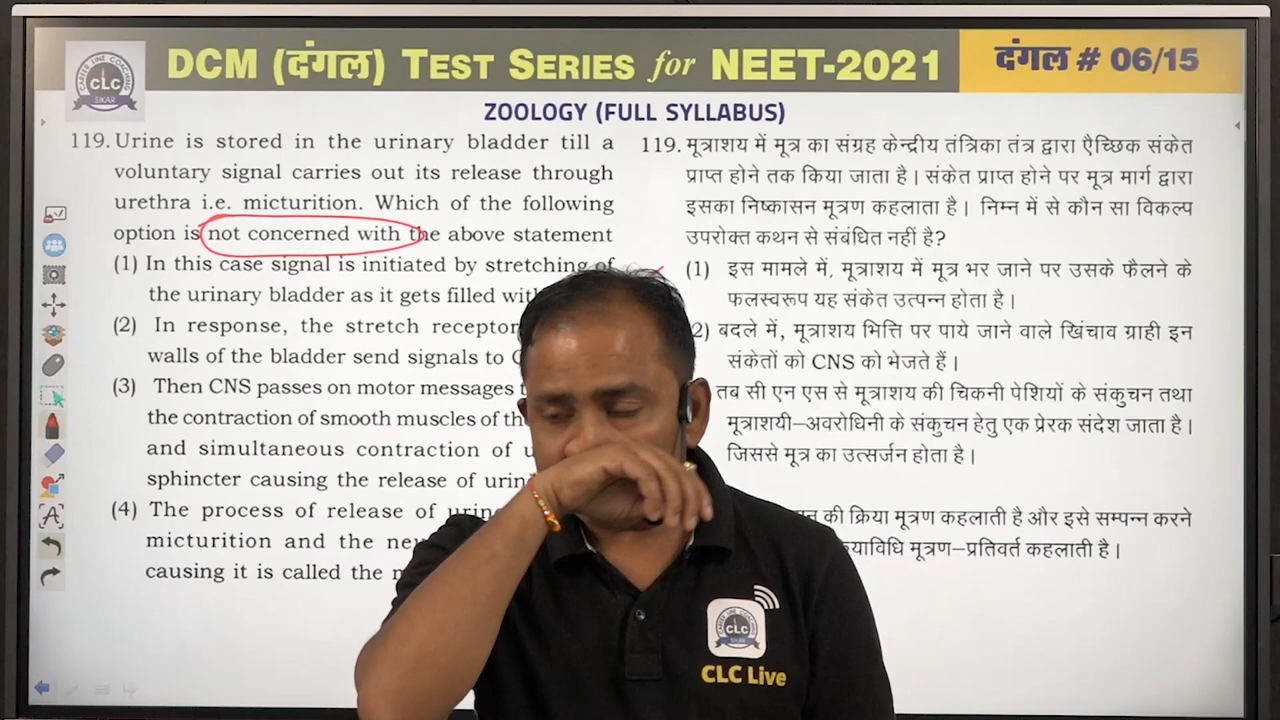 DCM (दंगल) TEST SERIES for NEET-2021
दंगल # 06/15
CAREER LINE COACHING
CLC
SIKAR
ZOOLOGY (FULL SYLLABUS)
119. Urine is stored in the urinary bladder till a
voluntary signal carries out its release through
urethra i.e. micturition. Which of the following
option is not concerned with the above statement
(1) In this case signal is initiated by stretching of
the urinary bladder as it gets filled with
(2) In response, the stretch receptor
walls of the bladder send signals to
(3) Then CNS passes on motor messages
the contraction of smooth muscles of the
and simultaneous contraction of
sphincter causing the release of
(4) The process of release of
micturition and the
causing it is called the
119. मूत्राशय में मूत्र का संग्रह केन्द्रीय तंत्रिका तंत्र द्वारा ऐच्छिक संकेत
प्राप्त होने तक किया जाता है। संकेत प्राप्त होने पर मूत्र मार्ग द्वारा
इसका निष्कासन मूत्रण कहलाता है। निम्न में से कौन सा विकल्प
उपरोक्त कथन से संबंधित नहीं है?
(1) इस मामले में, मूत्राशय में मूत्र भर जाने पर उसके फैलने के
फलस्वरूप यह संकेत उत्पन्न होता है।
2) बदले में, मूत्राशय भित्ति पर पाये जाने वाले खिंचाव ग्राही इन
संकेतों को CNS को भेजते हैं।
तब सी एन एस से मूत्राशय की चिकनी पेशियों के संकुचन तथा
मूत्राशयी–अवरोधिनी के संकुचन हेतु एक प्रेरक संदेश जाता है।
जिससे मूत्र का उत्सर्जन होता है।
की क्रिया मूत्रण कहलाती है और इसे सम्पन्न करने
मूत्रण–प्रतिवर्त कहलाती है।
CLC
CLC Live